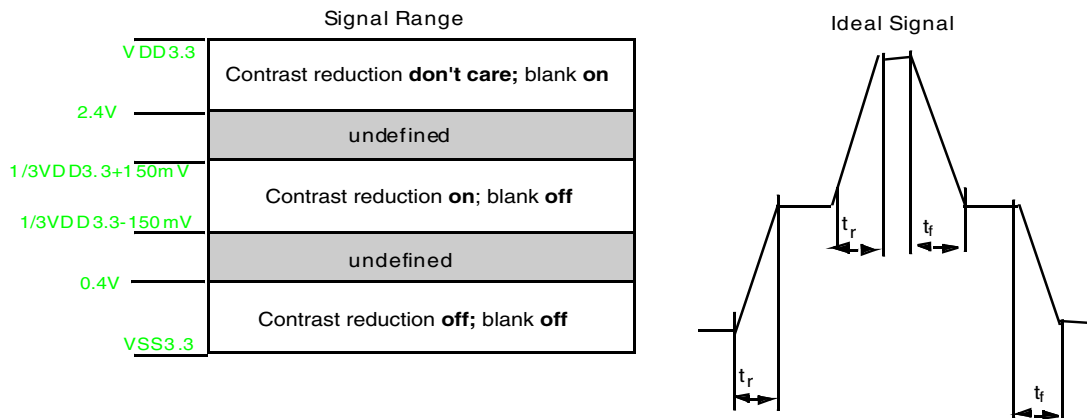 Signal Range
Ideal Signal
VDD3.3
Contrast reduction don't care; blank on
2.4V
undefined
1/3VDD3.3+150mV
Contrast reduction on; blank off
1/3VDD3.3-150mV
undefined
0.4V
Contrast reduction off; blank off
VSS3.3
tr
tf
tr
tf